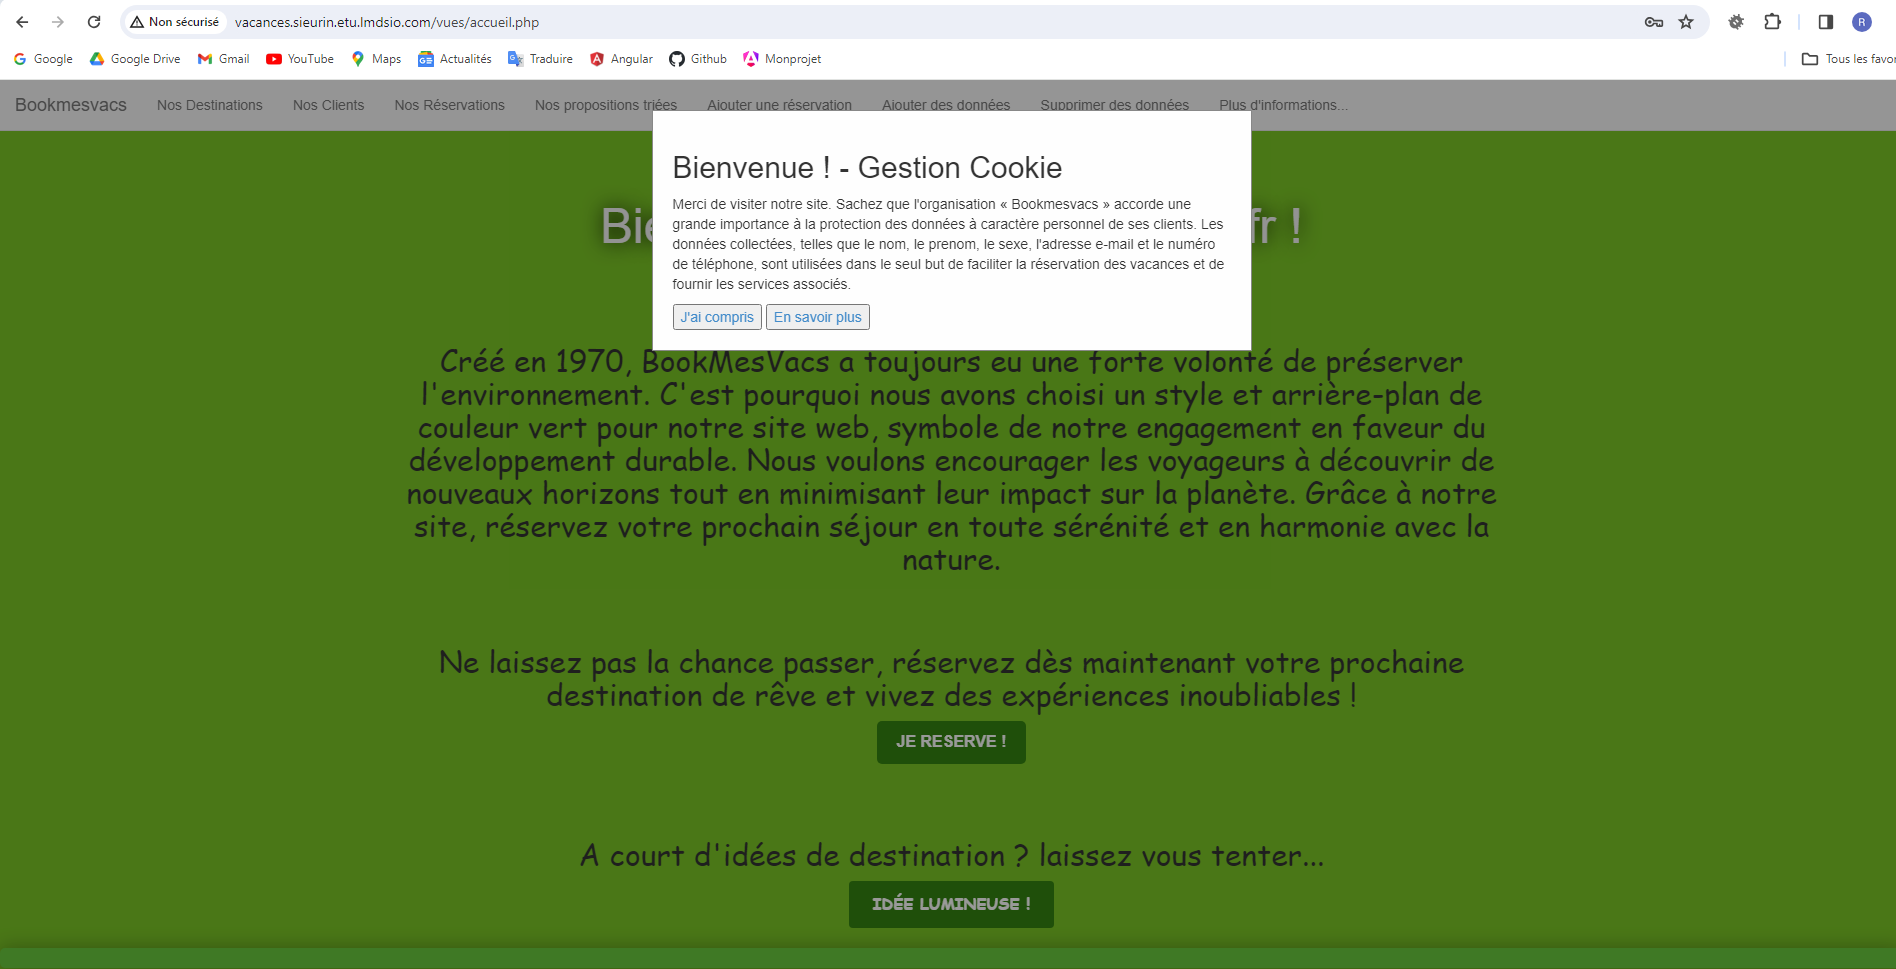 Non sécurisé vacances.sieurin.etu.lmdsio.com/vues/accueil.php R
Google Google Drive Gmail YouTube Maps Actualités Traduire Angular Github Monprojet Tous les favor
Bookmesvacs Nos Destinations Nos Clients Nos Réservations Nos propositions triées Ajouter une réservation Ajouter des données Supprimer des données Plus d'informations...
Bienvenue ! - Gestion Cookie
Merci de visiter notre site. Sachez que l'organisation « Bookmesvacs » accorde une
grande importance à la protection des données à caractère personnel de ses clients. Les
données collectées, telles que le nom, le prenom, le sexe, l'adresse e-mail et le numéro
de téléphone, sont utilisées dans le seul but de faciliter la réservation des vacances et de
fournir les services associés.
J'ai compris En savoir plus
Bie fr !
Créé en 1970, BookMesVacs a toujours eu une forte volonté de préserver
l'environnement. C'est pourquoi nous avons choisi un style et arrière-plan de
couleur vert pour notre site web, symbole de notre engagement en faveur du
développement durable. Nous voulons encourager les voyageurs à découvrir de
nouveaux horizons tout en minimisant leur impact sur la planète. Grâce à notre
site, réservez votre prochain séjour en toute sérénité et en harmonie avec la
nature.
Ne laissez pas la chance passer, réservez dès maintenant votre prochaine
destination de rêve et vivez des expériences inoubliables !
JE RESERVE !
A court d'idées de destination ? laissez vous tenter...
IDÉE LUMINEUSE !